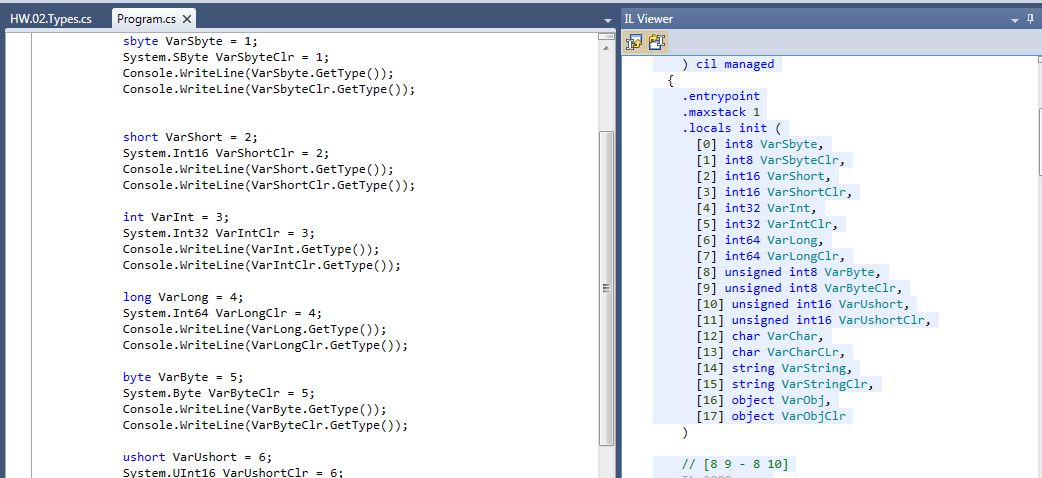 HW.02.Types.cs Program.cs
sbyte VarSbyte = 1;
System.SByte VarSbyteClr = 1;
Console.WriteLine(VarSbyte.GetType());
Console.WriteLine(VarSbyteClr.GetType());
short VarShort = 2;
System.Int16 VarShortClr = 2;
Console.WriteLine(VarShort.GetType());
Console.WriteLine(VarShortClr.GetType());
int VarInt = 3;
System.Int32 VarIntClr = 3;
Console.WriteLine(VarInt.GetType());
Console.WriteLine(VarIntClr.GetType());
long VarLong = 4;
System.Int64 VarLongClr = 4;
Console.WriteLine(VarLong.GetType());
Console.WriteLine(VarLongClr.GetType());
byte VarByte = 5;
System.Byte VarByteClr = 5;
Console.WriteLine(VarByte.GetType());
Console.WriteLine(VarByteClr.GetType());
ushort VarUshort = 6;
System.UInt16 VarUshortClr = 6;
IL Viewer
) cil managed
{
.entrypoint
.maxstack 1
.locals init (
[0] int8 VarSbyte,
[1] int8 VarSbyteClr,
[2] int16 VarShort,
[3] int16 VarShortClr,
[4] int32 VarInt,
[5] int32 VarIntClr,
[6] int64 VarLong,
[7] int64 VarLongClr,
[8] unsigned int8 VarByte,
[9] unsigned int8 VarByteClr,
[10] unsigned int16 VarUshort,
[11] unsigned int16 VarUshortClr,
[12] char VarChar,
[13] char VarCharCLr,
[14] string VarString,
[15] string VarStringClr,
[16] object VarObj,
[17] object VarObjClr
)
// [8 9 - 8 10]